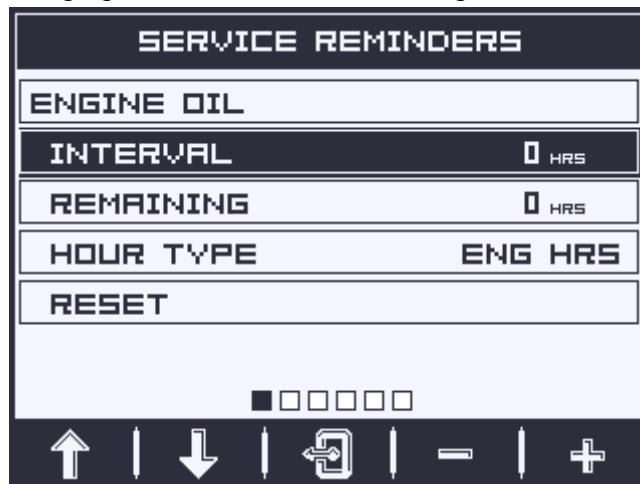 SERVICE REMINDERS
ENGINE OIL
INTERVAL 0 HRS
REMAINING 0 HRS
HOUR TYPE ENG HRS
RESET